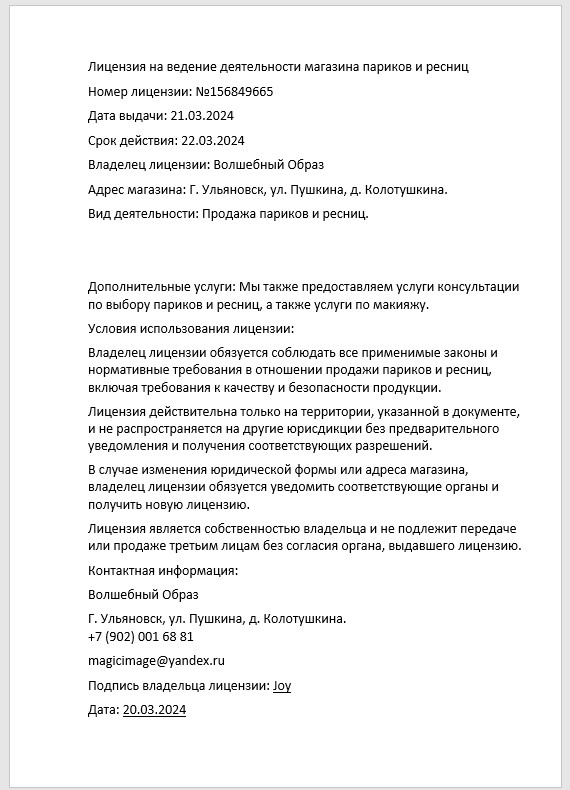 Лицензия на ведение деятельности магазина париков и ресниц
Номер лицензии: №156849665
Дата выдачи: 21.03.2024
Срок действия: 22.03.2024
Владелец лицензии: Волшебный Образ
Адрес магазина: Г. Ульяновск, ул. Пушкина, д. Колотушкина.
Вид деятельности: Продажа париков и ресниц.
Дополнительные услуги: Мы также предоставляем услуги консультации
по выбору париков и ресниц, а также услуги по макияжу.
Условия использования лицензии:
Владелец лицензии обязуется соблюдать все применимые законы и
нормативные требования в отношении продажи париков и ресниц,
включая требования к качеству и безопасности продукции.
Лицензия действительна только на территории, указанной в документе,
и не распространяется на другие юрисдикции без предварительного
уведомления и получения соответствующих разрешений.
В случае изменения юридической формы или адреса магазина,
владелец лицензии обязуется уведомить соответствующие органы и
получить новую лицензию.
Лицензия является собственностью владельца и не подлежит передаче
или продаже третьим лицам без согласия органа, выдавшего лицензию.
Контактная информация:
Волшебный Образ
Г. Ульяновск, ул. Пушкина, д. Колотушкина.
+7 (902) 001 68 81
magicimage@yandex.ru
Подпись владельца лицензии: Joy
Дата: 20.03.2024